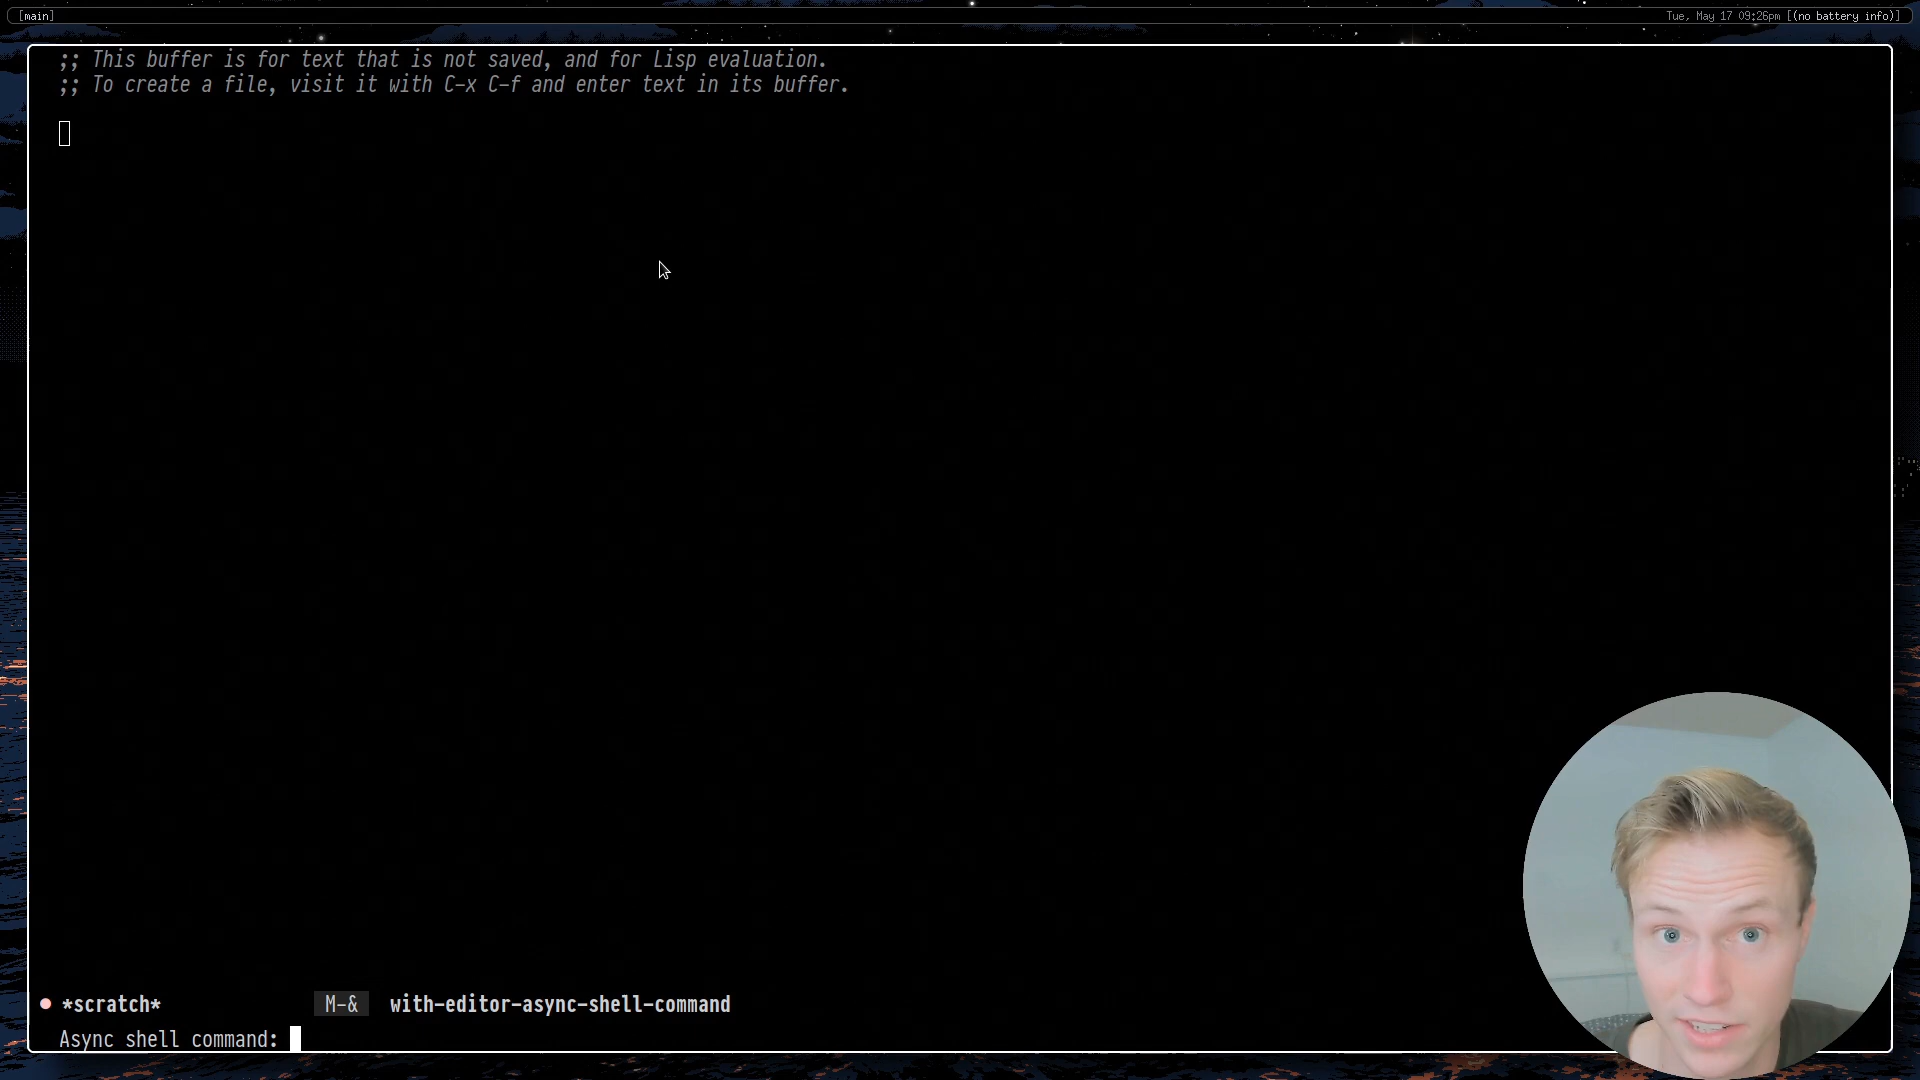 [main]
Tue, May 17 09:26pm [(no battery info)]
;; This buffer is for text that is not saved, and for Lisp evaluation.
;; To create a file, visit it with C-x C-f and enter text in its buffer.
*scratch* M-& with-editor-async-shell-command
Async shell command: